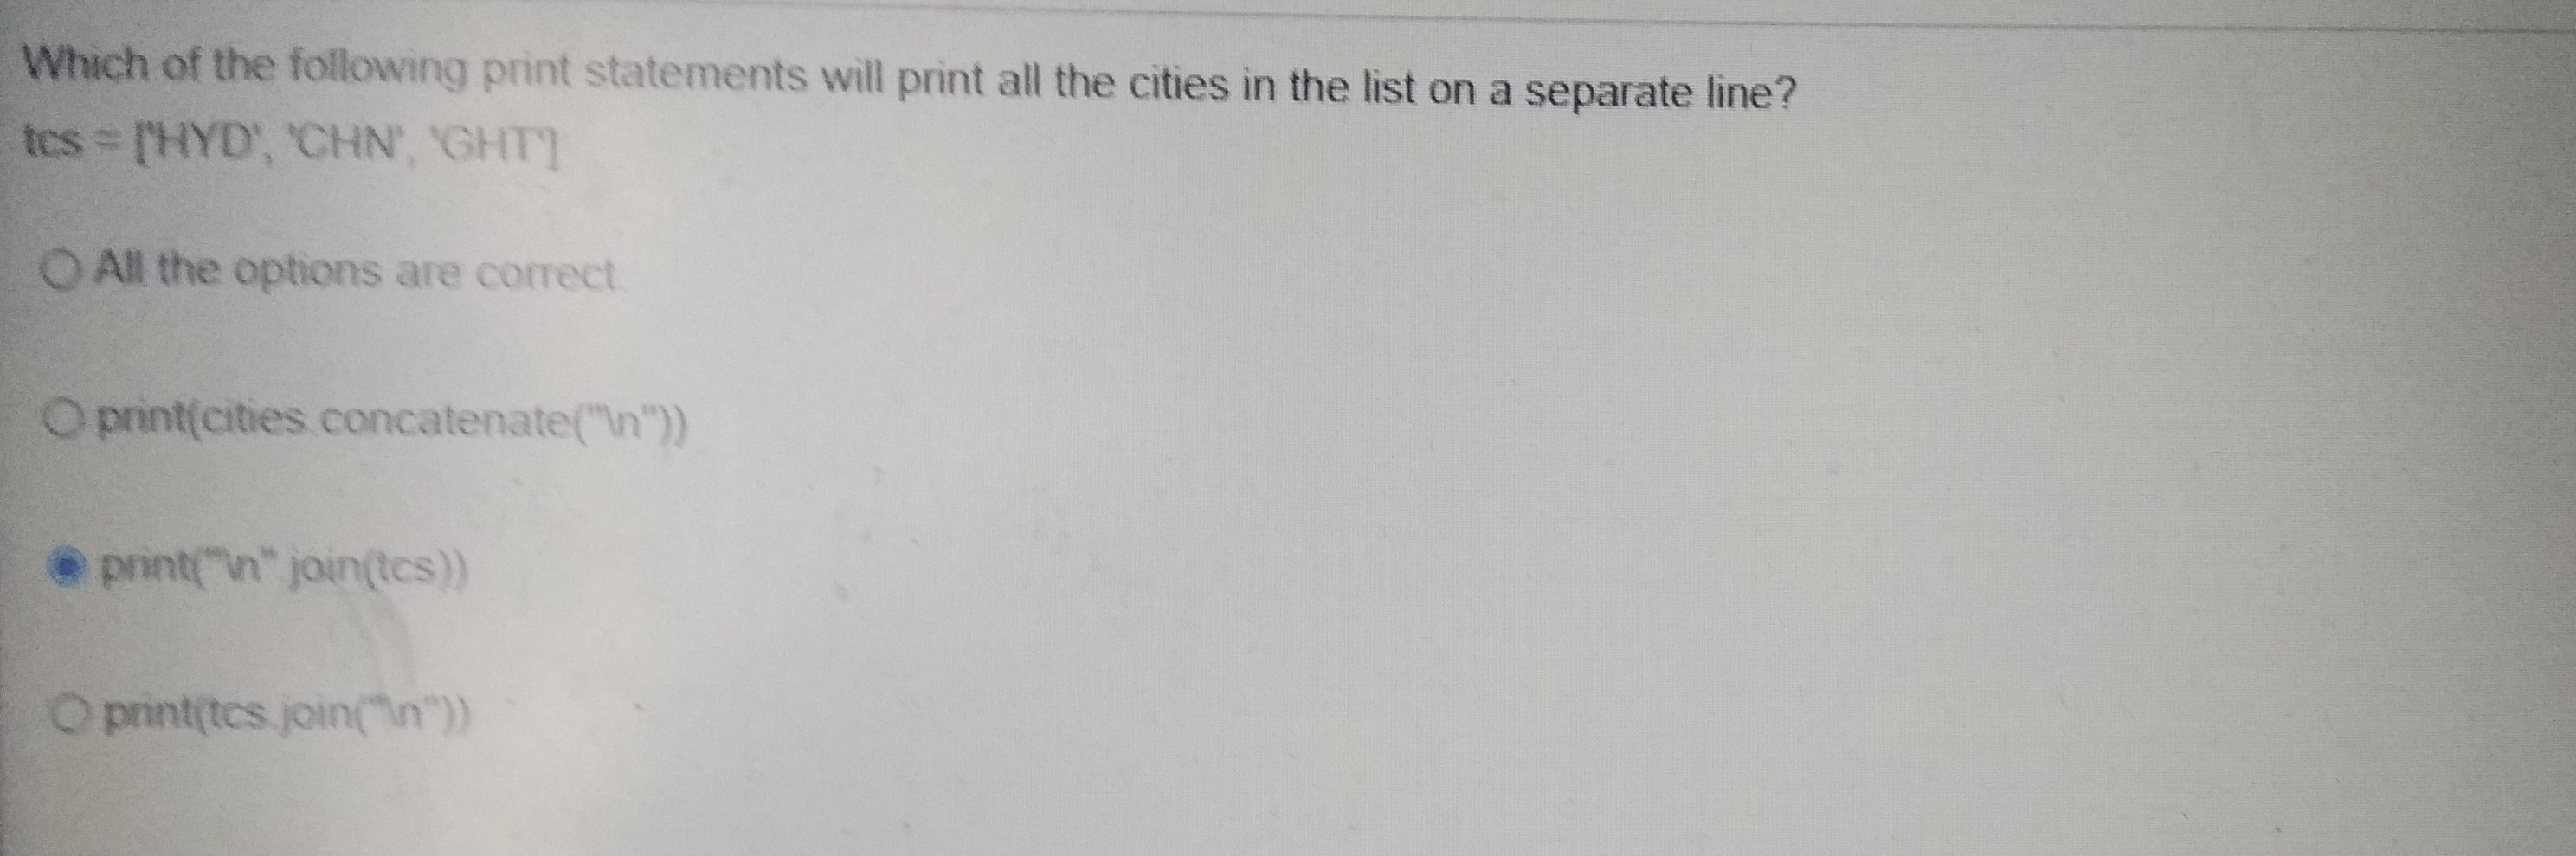 Which of the following print statements will print all the cities in the list on a separate line?
tcs = ['HYD', 'CHN', 'GHT']
All the options are correct.
print(cities.concatenate("\n"))
print("\n".join(tcs))
print(tcs.join("\n"))